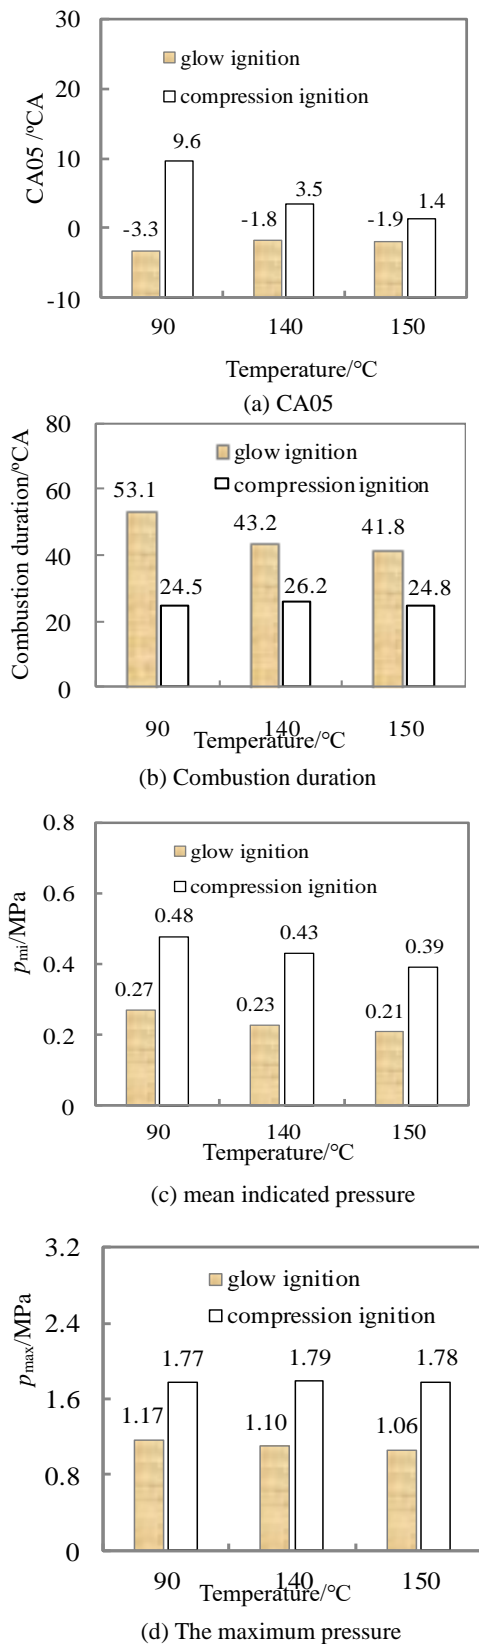 30
glow ignition
20
compression ignition
CA05 /ºCA
10
9.6
3.5
1.4
0
-3.3
-1.8
-1.9
-10
90
140
150
Temperature/°C
(a) CA05
80
glow ignition
compression ignition
Combustion duration/ºCA
60
53.1
43.2
41.8
40
24.5
26.2
24.8
20
0
90
140
150
Temperature/°C
(b) Combustion duration
0.8
glow ignition
compression ignition
pmi/MPa
0.6
0.48
0.43
0.39
0.4
0.27
0.23
0.21
0.2
0
90
140
150
Temperature/°C
(c) mean indicated pressure
3.2
glow ignition
compression ignition
pmax/MPa
2.4
1.77
1.79
1.78
1.6
1.17
1.10
1.06
0.8
0
90
140
150
Temperature/°C
(d) The maximum pressure